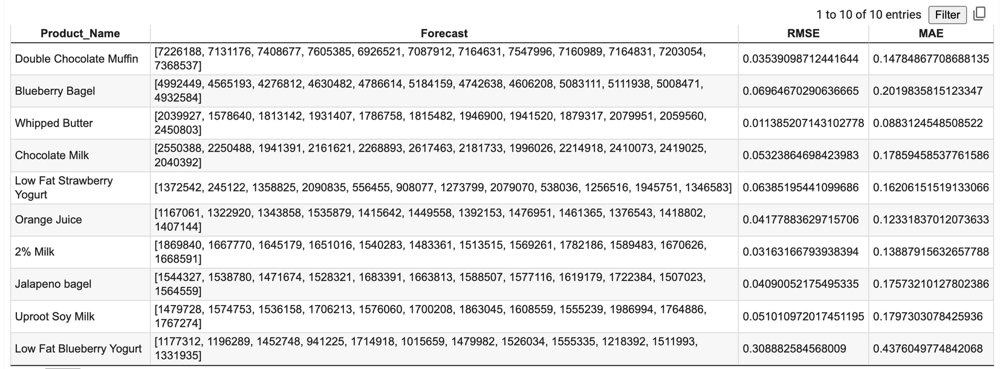 1 to 10 of 10 entries Filter
Product_Name Forecast RMSE MAE
Double Chocolate Muffin [7226188, 7131176, 7408677, 7605385, 6926521, 7087912, 7164631, 7547996, 7160989, 7164831, 7203054, 0.03539098712441644 0.14784867708688135
7368537]
Blueberry Bagel [4992449, 4565193, 4276812, 4630482, 4786614, 5184159, 4742638, 4606208, 5083111, 5111938, 5008471, 0.06964670290636665 0.2019835815123347
4932584]
Whipped Butter [2039927, 1578640, 1813142, 1931407, 1786758, 1815482, 1946900, 1941520, 1879317, 2079951, 2059560, 0.011385207143102778 0.0883124548508522
2450803]
Chocolate Milk [2550388, 2250488, 1941391, 2161621, 2268893, 2617463, 2181733, 1996026, 2214918, 2410073, 2419025, 0.05323864698423983 0.17859458537761586
2040392]
Low Fat Strawberry
Yogurt [1372542, 245122, 1358825, 2090835, 556455, 908077, 1273799, 2079070, 538036, 1256516, 1945751, 1346583] 0.06385195441099686 0.16206151519133066
Orange Juice [1167061, 1322920, 1343858, 1535879, 1415642, 1449558, 1392153, 1476951, 1461365, 1376543, 1418802, 0.04177883629715706 0.12331837012073633
1407144]
2% Milk [1869840, 1667770, 1645179, 1651016, 1540283, 1483361, 1513515, 1569261, 1782186, 1589483, 1670626, 0.03163166793938394 0.13887915632657788
1668591]
Jalapeno bagel [1544327, 1538780, 1471674, 1528321, 1683391, 1663813, 1588507, 1577116, 1619179, 1722384, 1507023, 0.04090052175495335 0.17573210127802386
1564559]
Uproot Soy Milk [1479728, 1574753, 1536158, 1706213, 1576060, 1700208, 1863045, 1608559, 1555239, 1986994, 1764886, 0.051010972017451195 0.1797303078425936
1767274]
Low Fat Blueberry Yogurt [1177312, 1196289, 1452748, 941225, 1714918, 1015659, 1479982, 1526034, 1555335, 1218392, 1511993, 0.308882584568009 0.4376049774842068
1331935]